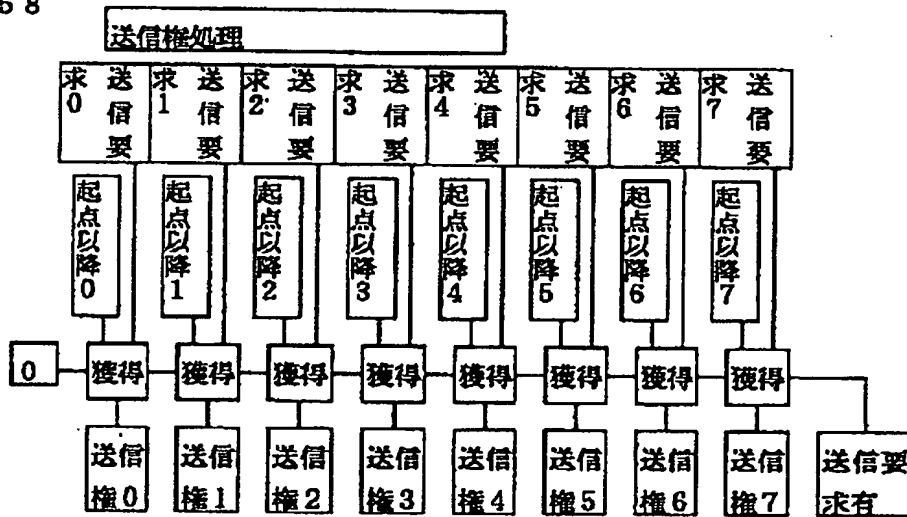 送信権処理
送信要求0
送信要求1
送信要求2
送信要求3
送信要求4
送信要求5
送信要求6
送信要求7
起点以降0
起点以降1
起点以降2
起点以降3
起点以降4
起点以降5
起点以降6
起点以降7
0
獲得
獲得
獲得
獲得
獲得
獲得
獲得
獲得
送信
権0
送信
権1
送信
権2
送信
権3
送信
権4
送信
権5
送信
権6
送信
権7
送信要
求有